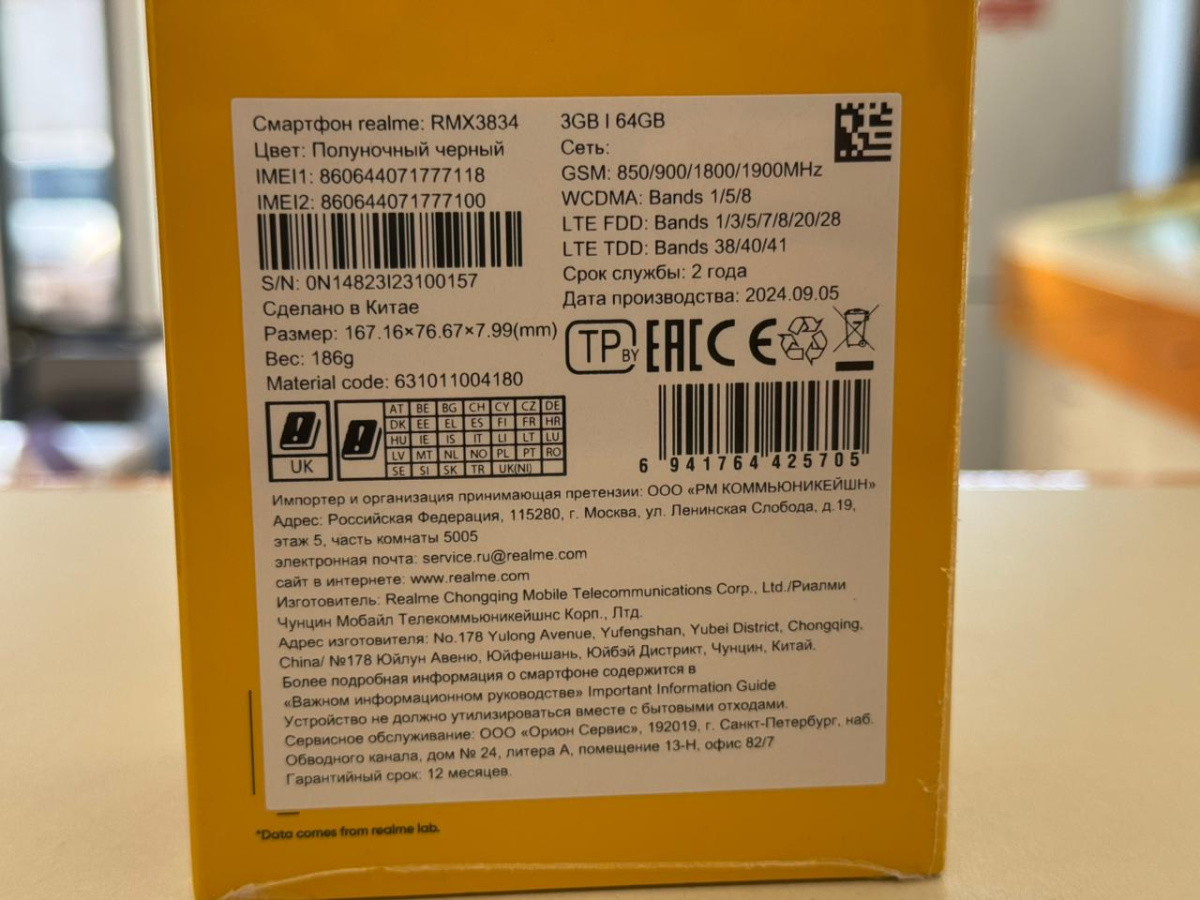 Смартфон realme: RMX3834
Цвет: Полуночный черный
IMEI1: 860644071777118
IMEI2: 860644071777100
S/N: 0N14823I23100157
Сделано в Китае
Размер: 167.16×76.67×7.99(mm)
Вес: 186g
Material code: 631011004180
3GB I 64GB
Сеть:
GSM: 850/900/1800/1900MHz
WCDMA: Bands 1/5/8
LTE FDD: Bands 1/3/5/7/8/20/28
LTE TDD: Bands 38/40/41
Срок службы: 2 года
Дата производства: 2024.09.05
TP BY EAC CE
UK
AT BE BG CH CY CZ DE
DK EE EL ES FI FR HR
HU IE IS IT LI LT LU
LV MT NL NO PL PT RO
SE SI SK TR UK(NI)
6 941764 425705
Импортер и организация принимающая претензии: ООО «РМ КОММЬЮНИКЕЙШН»
Адрес: Российская Федерация, 115280, г. Москва, ул. Ленинская Слобода, д.19,
этаж 5, часть комнаты 5005
электронная почта: service.ru@realme.com
сайт в интернете: www.realme.com
Изготовитель: Realme Chongqing Mobile Telecommunications Corp., Ltd./Риалми
Чунцин Мобайл Телекоммьюникейшнс Корп., Лтд.
Адрес изготовителя: No.178 Yulong Avenue, Yufengshan, Yubei District, Chongqing,
China/ №178 Юйлун Авеню, Юйфеншань, Юйбэй Дистрикт, Чунцин, Китай.
Более подробная информация о смартфоне содержится в
«Важном информационном руководстве» Important Information Guide
Устройство не должно утилизироваться вместе с бытовыми отходами.
Сервисное обслуживание: ООО «Орион Сервис», 192019, г. Санкт-Петербург, наб.
Обводного канала, дом № 24, литера А, помещение 13-Н, офис 82/7
Гарантийный срок: 12 месяцев.
*Data comes from realme lab.